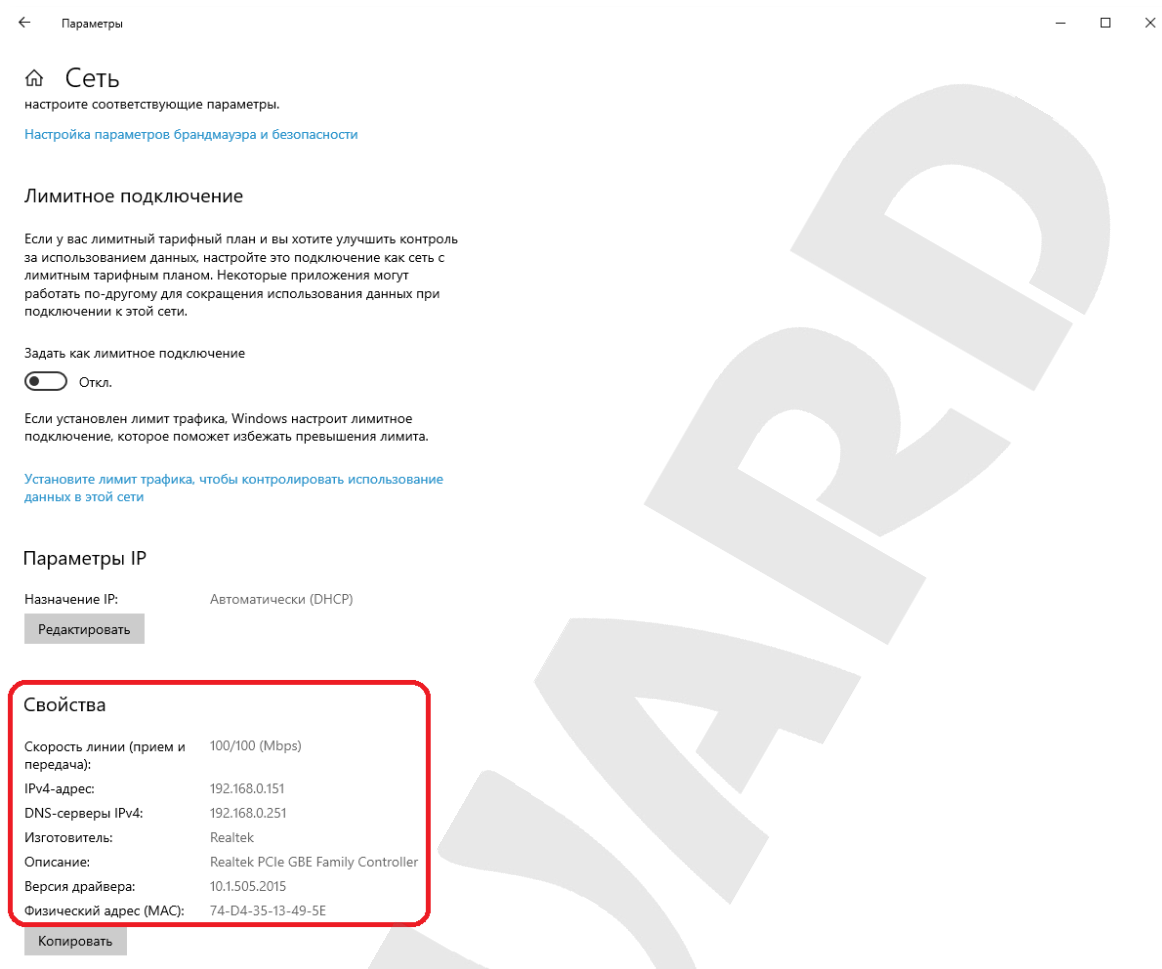 Параметры
Сеть
настроите соответствующие параметры.
Настройка параметров брандмауэра и безопасности
Лимитное подключение
Если у вас лимитный тарифный план и вы хотите улучшить контроль
за использованием данных, настройте это подключение как сеть с
лимитным тарифным планом. Некоторые приложения могут
работать по-другому для сокращения использования данных при
подключении к этой сети.
Задать как лимитное подключение
Откл.
Если установлен лимит трафика, Windows настроит лимитное
подключение, которое поможет избежать превышения лимита.
Установите лимит трафика, чтобы контролировать использование
данных в этой сети
Параметры IP
Назначение IP: Автоматически (DHCP)
Редактировать
Свойства
Скорость линии (прием и 100/100 (Mbps)
передача):
IPv4-адрес: 192.168.0.151
DNS-серверы IPv4: 192.168.0.251
Изготовитель: Realtek
Описание: Realtek PCIe GBE Family Controller
Версия драйвера: 10.1.505.2015
Физический адрес (MAC): 74-D4-35-13-49-5E
Копировать